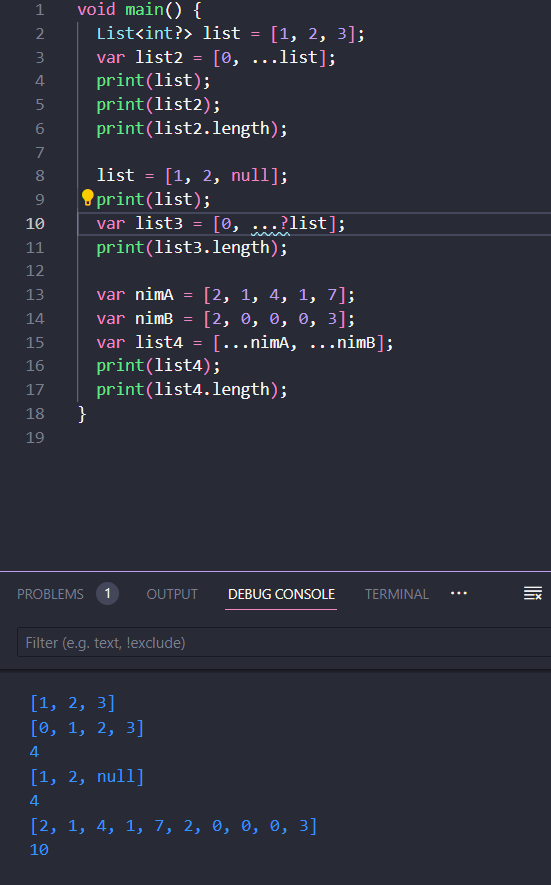 1 void main() {
2 List<int?> list = [1, 2, 3];
3 var list2 = [0, ...list];
4 print(list);
5 print(list2);
6 print(list2.length);
7
8 list = [1, 2, null];
9 print(list);
10 var list3 = [0, ...?list];
11 print(list3.length);
12
13 var nimA = [2, 1, 4, 1, 7];
14 var nimB = [2, 0, 0, 0, 3];
15 var list4 = [...nimA, ...nimB];
16 print(list4);
17 print(list4.length);
18 }
19
PROBLEMS 1 OUTPUT DEBUG CONSOLE TERMINAL ...
Filter (e.g. text, !exclude)
[1, 2, 3]
[0, 1, 2, 3]
4
[1, 2, null]
4
[2, 1, 4, 1, 7, 2, 0, 0, 0, 3]
10